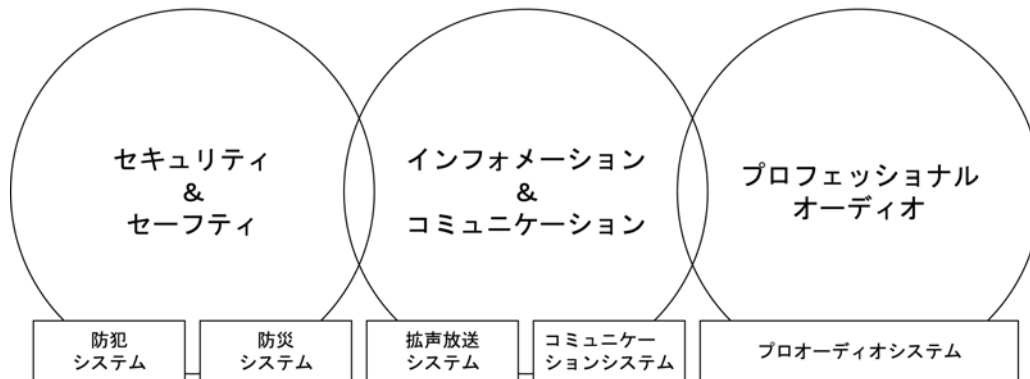 セキュリティ
&
セーフティ
インフォメーション
&
コミュニケーション
プロフェッショナル
オーディオ
防犯
システム
防災
システム
拡声放送
システム
コミュニケー
ションシステム
プロオーディオシステム